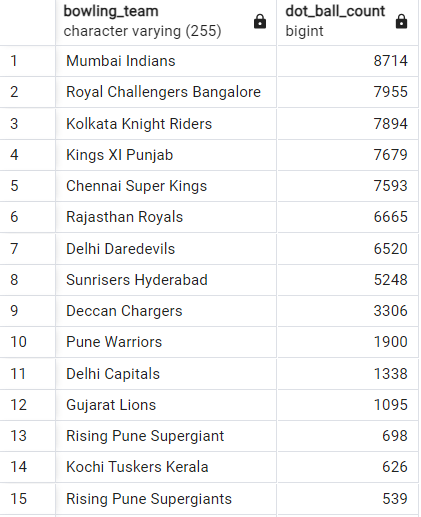 bowling_team dot_ball_count
character varying (255) bigint
1 Mumbai Indians 8714
2 Royal Challengers Bangalore 7955
3 Kolkata Knight Riders 7894
4 Kings XI Punjab 7679
5 Chennai Super Kings 7593
6 Rajasthan Royals 6665
7 Delhi Daredevils 6520
8 Sunrisers Hyderabad 5248
9 Deccan Chargers 3306
10 Pune Warriors 1900
11 Delhi Capitals 1338
12 Gujarat Lions 1095
13 Rising Pune Supergiant 698
14 Kochi Tuskers Kerala 626
15 Rising Pune Supergiants 539